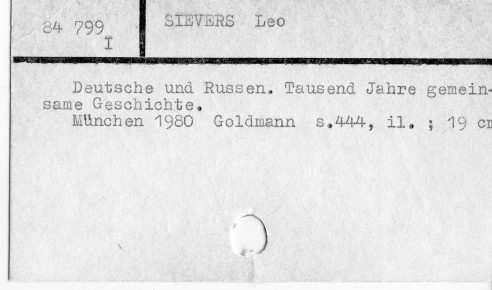 84 799
I
SIEVERS Leo
Deutsche und Russen. Tausend Jahre gemein-
same Geschichte.
München 1980 Goldmann s.444, il. ; 19 cm